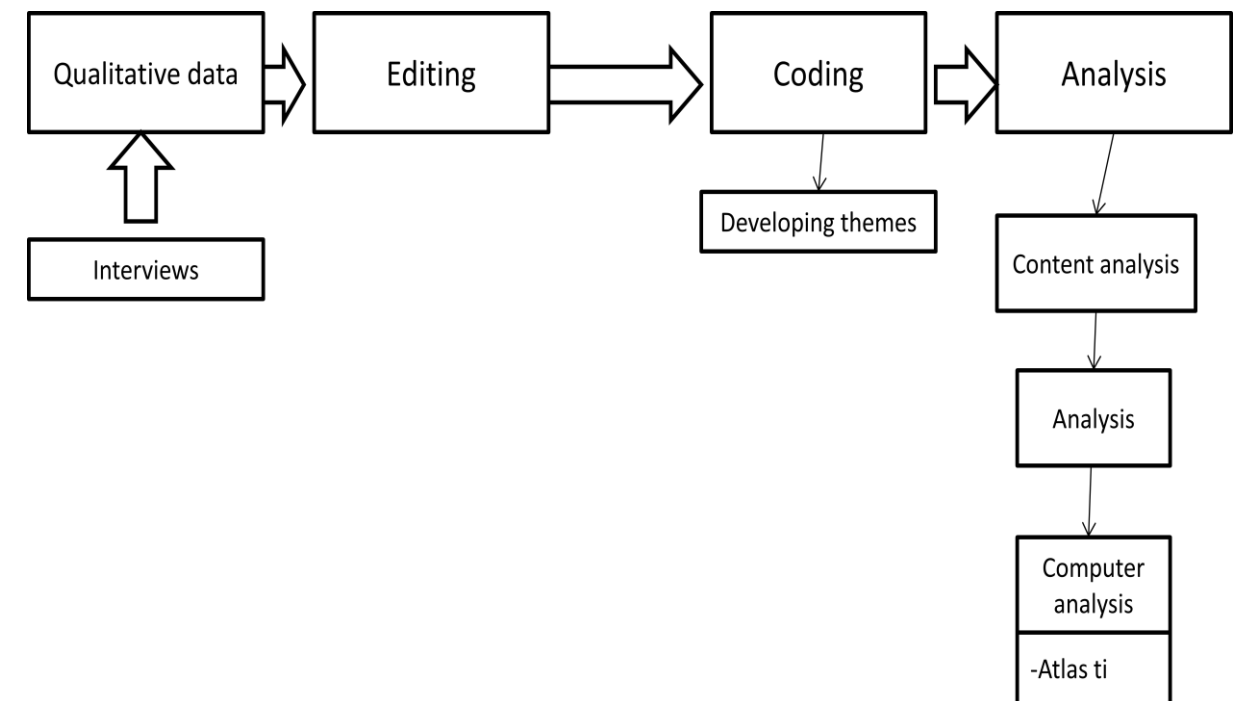 Qualitative data
Editing
Coding
Analysis
Interviews
Developing themes
Content analysis
Analysis
Computer
analysis
-Atlas ti